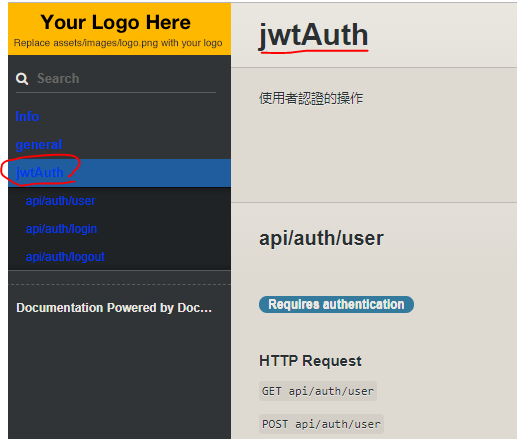 Your Logo Here
Replace assets/images/logo.png with your logo
Search
Info
general
jwtAuth
api/auth/user
api/auth/login
api/auth/logout
Documentation Powered by Doc...
jwtAuth
使用者認證的操作
api/auth/user
Requires authentication
HTTP Request
GET api/auth/user
POST api/auth/user